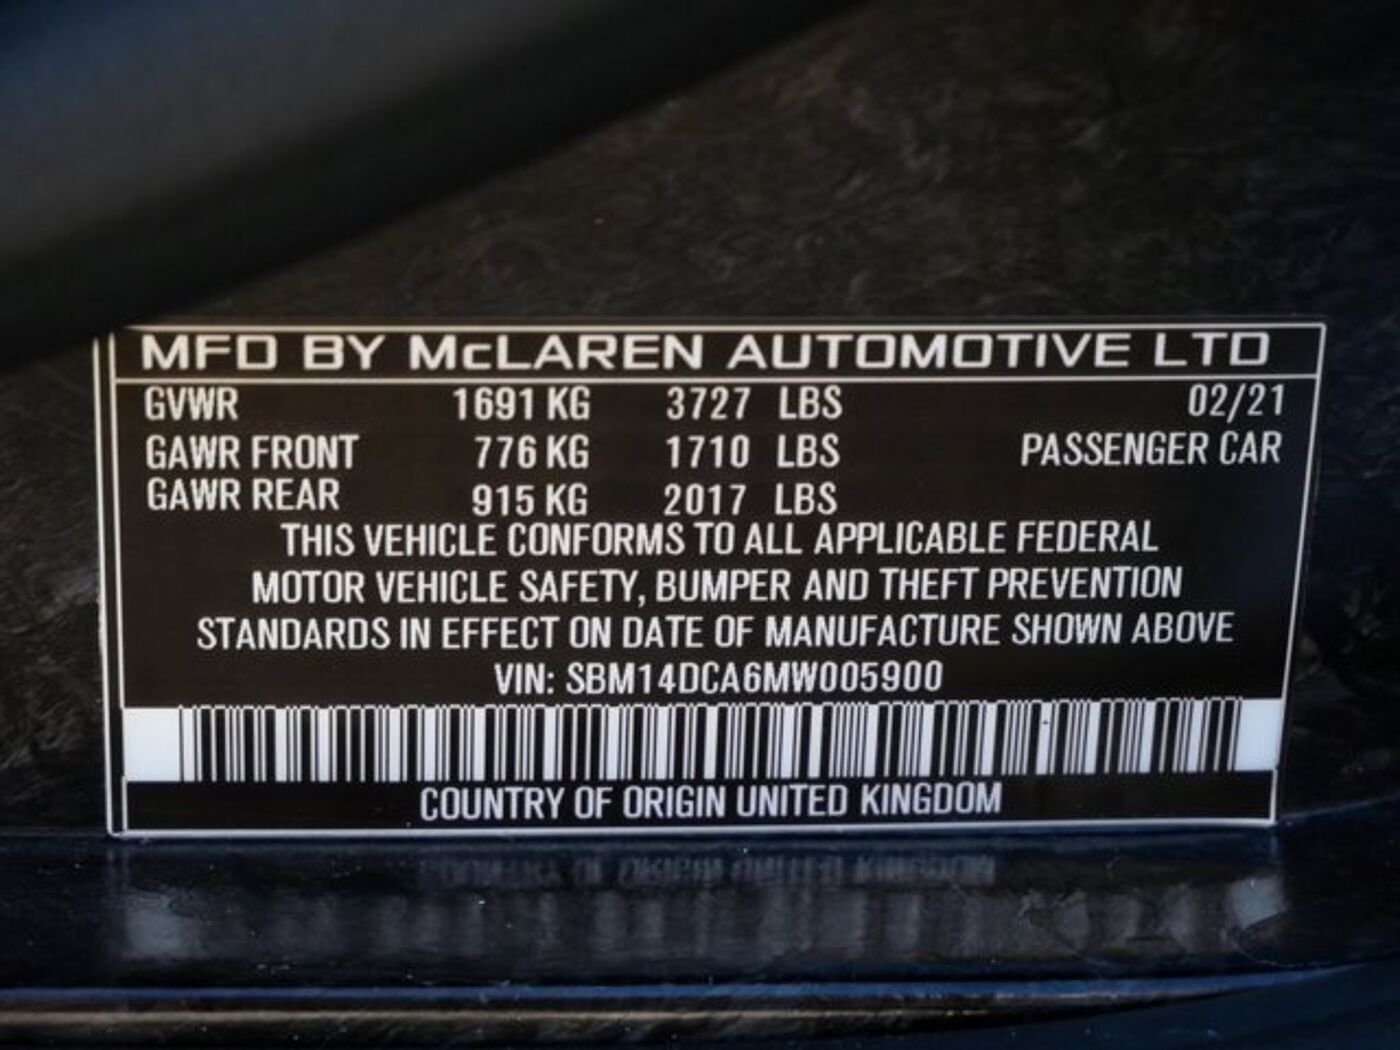 MFD BY McLAREN AUTOMOTIVE LTD
GVWR 1691 KG 3727 LBS 02/21
GAWR FRONT 776 KG 1710 LBS PASSENGER CAR
GAWR REAR 915 KG 2017 LBS
THIS VEHICLE CONFORMS TO ALL APPLICABLE FEDERAL
MOTOR VEHICLE SAFETY, BUMPER AND THEFT PREVENTION
STANDARDS IN EFFECT ON DATE OF MANUFACTURE SHOWN ABOVE
VIN: SBM14DCA6MW005900
COUNTRY OF ORIGIN UNITED KINGDOM